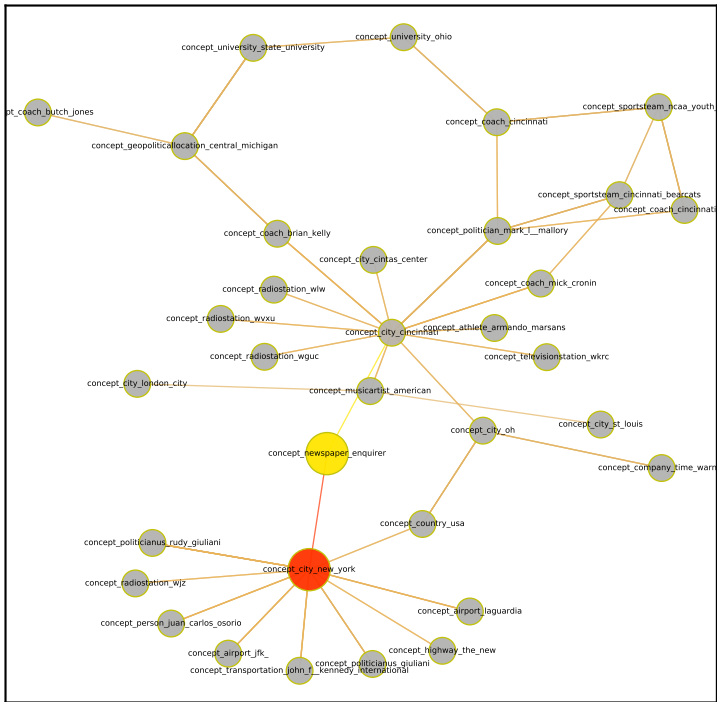 concept_university_ohio
concept_university_state_university
concept_sportsteam_ncaa_youth_
pt_coach_butch_jones
concept_coach_cincinnati
concept_geopoliticallocation_central_michigan
concept_sportsteam_cincinnati_bearcats
concept_coach_cincinnati
concept_politician_mark_l__mallory
concept_coach_brian_kelly
concept_city_cintas_center
concept_coach_mick_cronin
concept_radiostation_wlw
concept_radiostation_wvxu
concept_athlete_armando_marsans
concept_city_cincinnati
concept_radiostation_wguc
concept_televisionstation_wkrc
concept_city_london_city
concept_musicartist_american
concept_city_st_louis
concept_city_oh
concept_newspaper_enquirer
concept_company_time_warn
concept_country_usa
concept_politicianus_rudy_giuliani
concept_city_new_york
concept_radiostation_wjz
concept_airport_laguardia
concept_person_juan_carlos_osorio
concept_highway_the_new
concept_airport_jfk_
concept_politicianus_giuliani
concept_transportation_john_f__kennedy_international